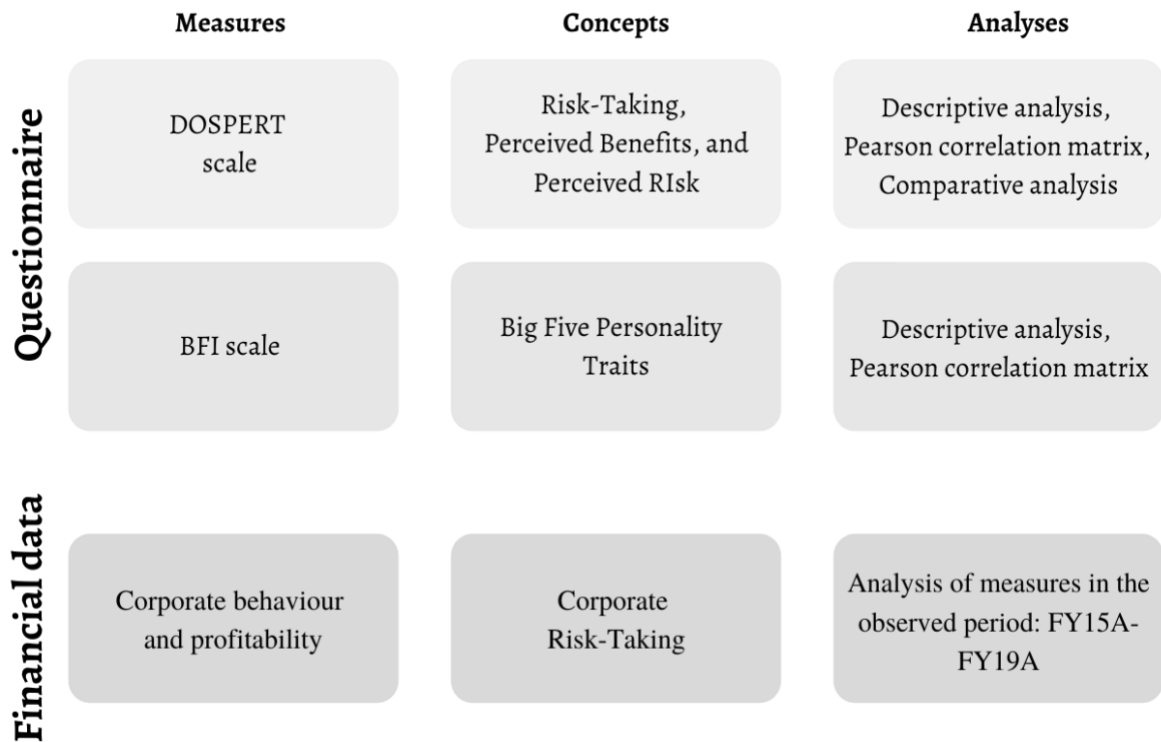 Measures
Concepts
Analyses
Questionnaire
DOSPERT
scale
Risk-Taking,
Perceived Benefits, and
Perceived RIsk
Descriptive analysis,
Pearson correlation matrix,
Comparative analysis
BFI scale
Big Five Personality
Traits
Descriptive analysis,
Pearson correlation matrix
Financial data
Corporate behaviour
and profitability
Corporate
Risk-Taking
Analysis of measures in the
observed period: FY15A-
FY19A